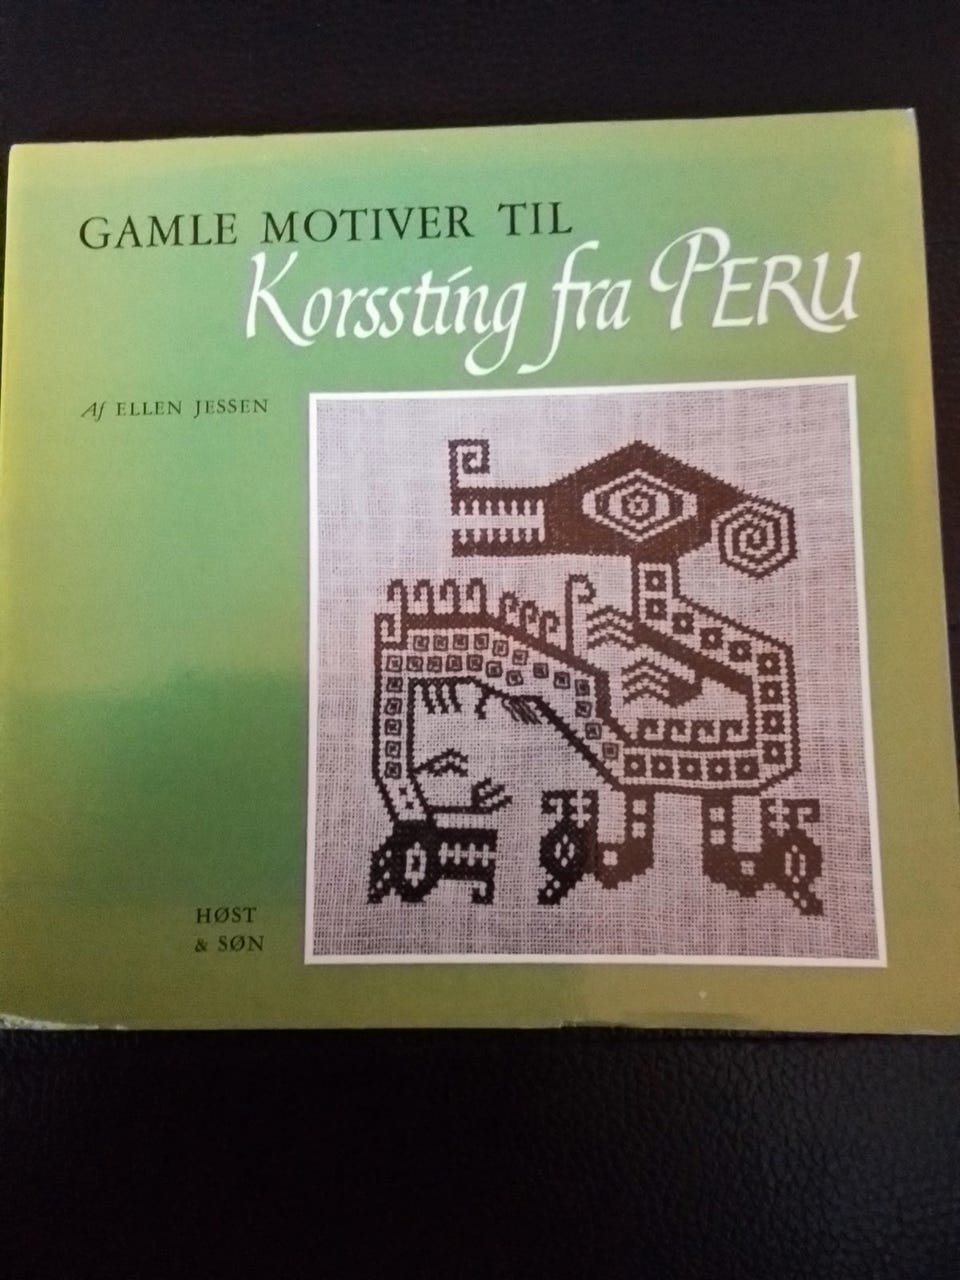 GAMLE MOTIVER TIL
Korssting fra PERU
Af ELLEN JESSEN
HØST
& SØN